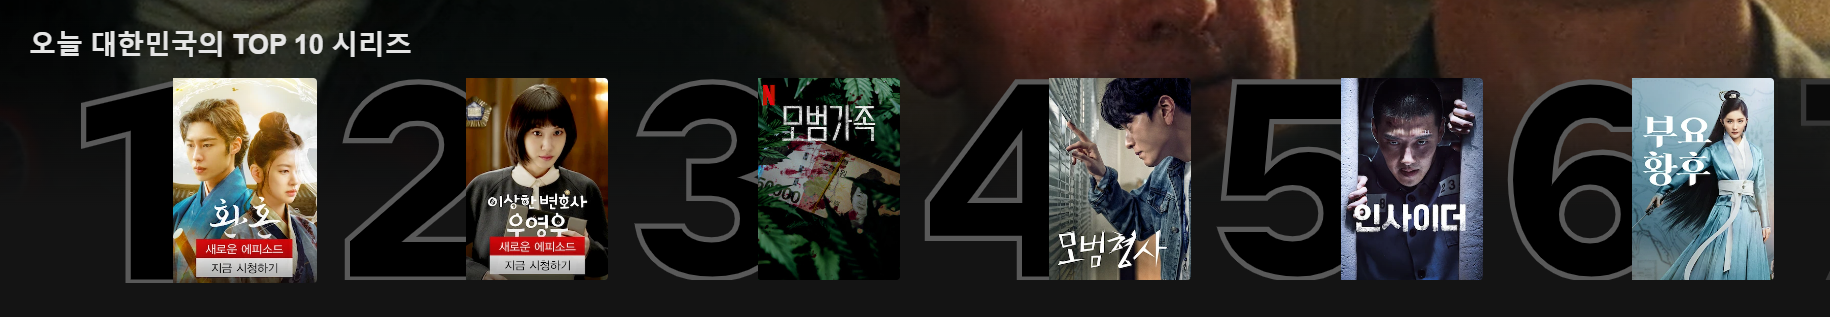 오늘 대한민국의 TOP 10 시리즈
1
환혼
새로운 에피소드
지금 시청하기
2
이상한 변호사
우영우
새로운 에피소드
지금 시청하기
3
N
모범가족
4
모범형사
5
인사이더
6
부요
황후